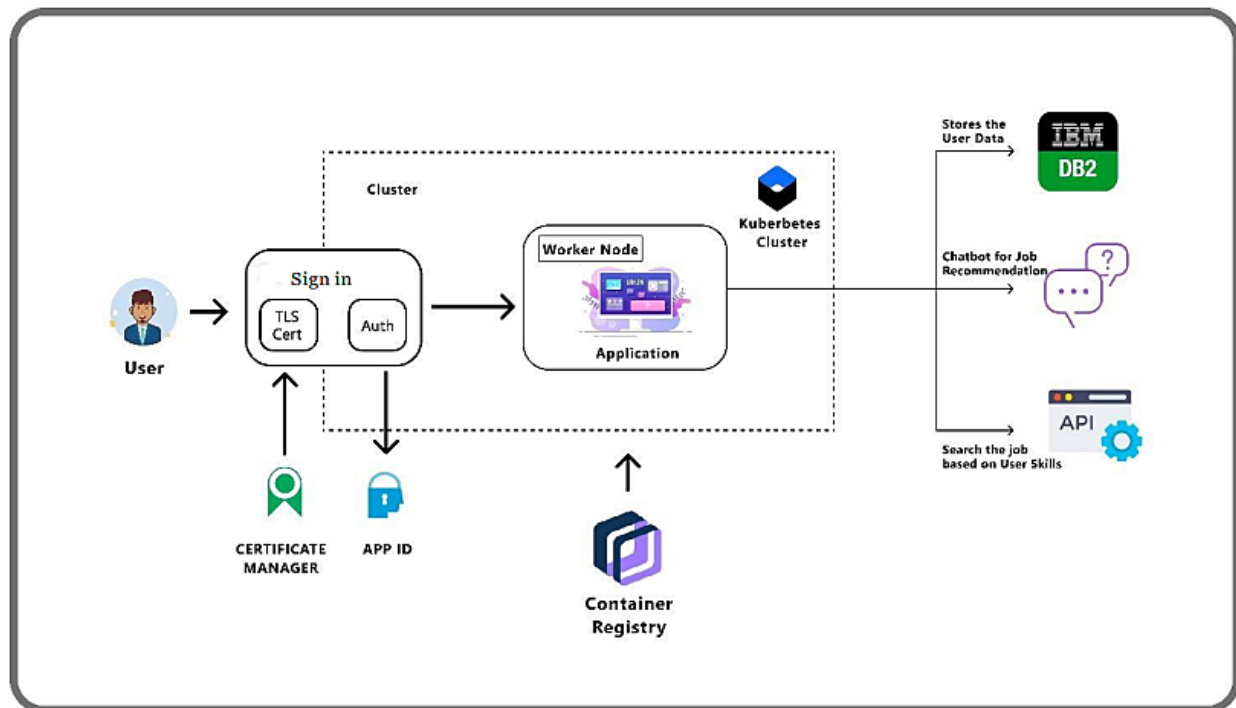 Stores the
User Data
IBM
DB2
Cluster
Kuberbetes
Cluster
Worker Node
Application
Sign in
TLS
Cert
Auth
User
Chatbot for Job
Recommendation
?
API
Search the job
based on User Skills
CERTIFICATE
MANAGER
APP ID
Container
Registry